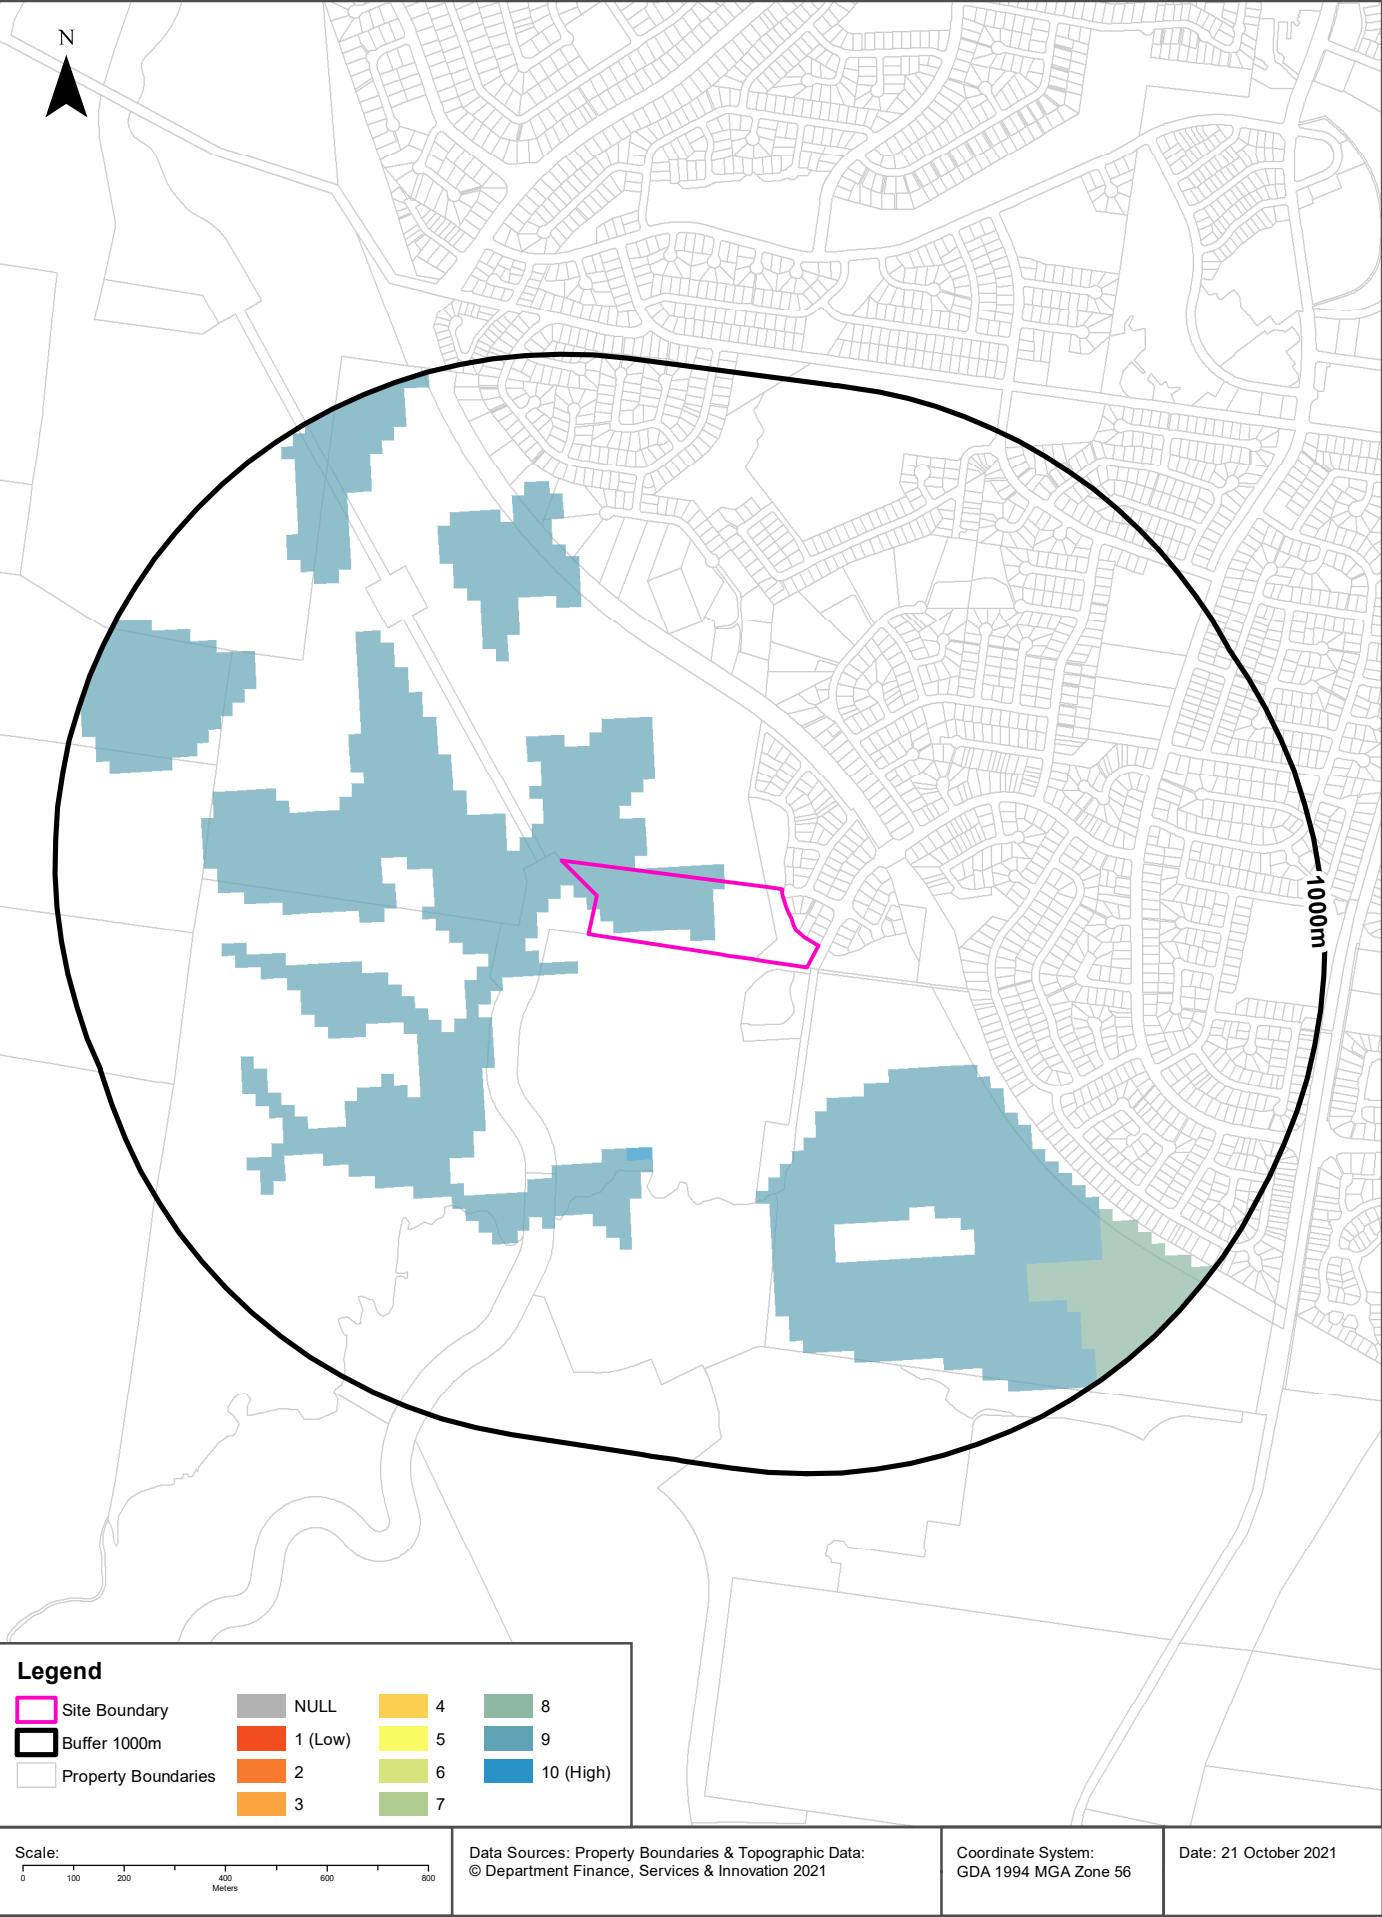 N
1000m
Legend
Site Boundary
Buffer 1000m
Property Boundaries
NULL
1 (Low)
2
3
4
5
6
7
8
9
10 (High)
Scale:
0 100 200 400 600 800
Meters
Data Sources: Property Boundaries & Topographic Data:
© Department Finance, Services & Innovation 2021
Coordinate System:
GDA 1994 MGA Zone 56
Date: 21 October 2021